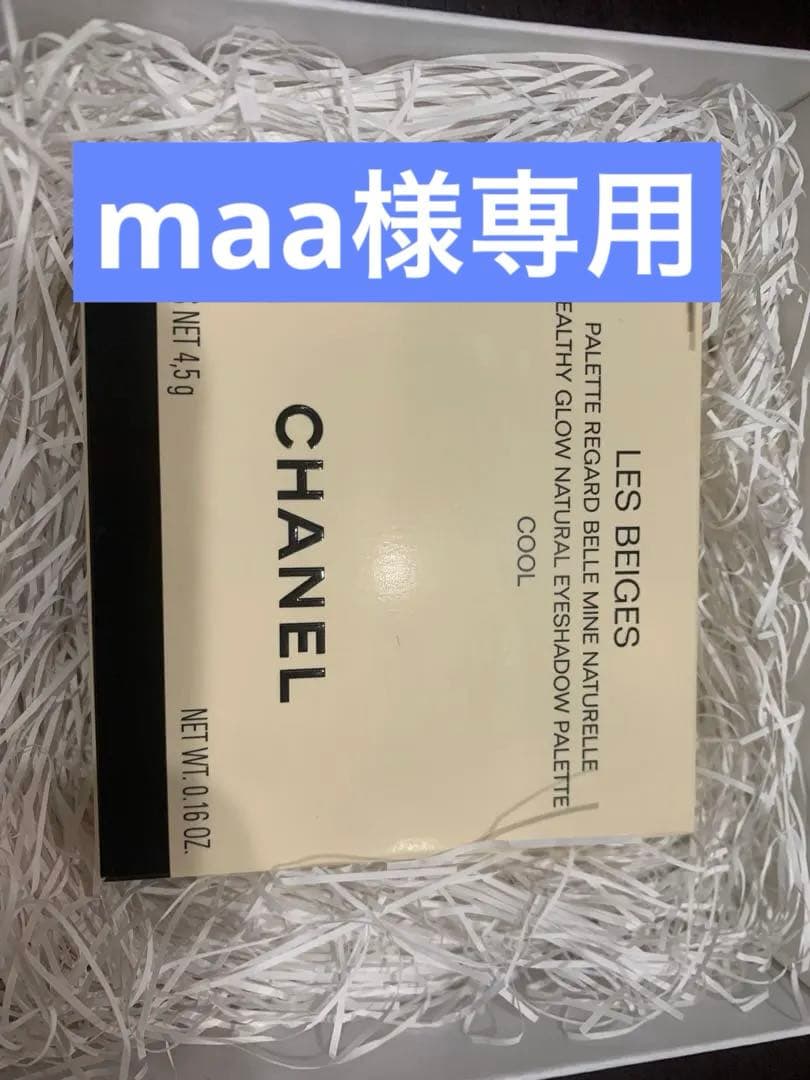 maa様専用
LES BEIGES
PALETTE REGARD BELLE MINE NATURELLE
EALTHY GLOW NATURAL EYESHADOW PALETTE
COOL
CHANEL
NET 4,5 g
NET WT. 0.16 OZ.